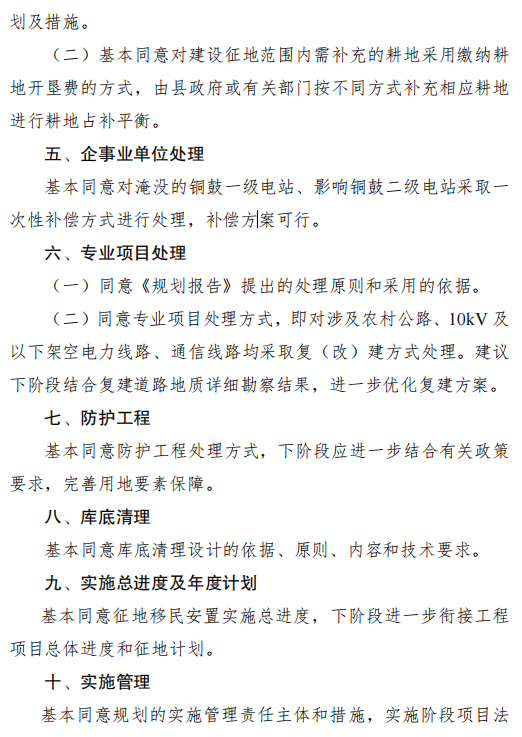 划及措施。
（二）基本同意对建设征地范围内需补充的耕地采用缴纳耕
地开垦费的方式，由县政府或有关部门按不同方式补充相应耕地
进行耕地占补平衡。
五、企事业单位处理
基本同意对淹没的铜鼓一级电站、影响铜鼓二级电站采取一
次性补偿方式进行处理，补偿方案可行。
六、专业项目处理
（一）同意《规划报告》提出的处理原则和采用的依据。
（二）同意专业项目处理方式，即对涉及农村公路、10kV 及
以下架空电力线路、通信线路均采取复（改）建方式处理。建议
下阶段结合复建道路地质详细勘察结果，进一步优化复建方案。
七、防护工程
基本同意防护工程处理方式，下阶段应进一步结合有关政策
要求，完善用地要素保障。
八、库底清理
基本同意库底清理设计的依据、原则、内容和技术要求。
九、实施总进度及年度计划
基本同意征地移民安置实施总进度，下阶段进一步衔接工程
项目总体进度和征地计划。
十、实施管理
基本同意规划的实施管理责任主体和措施，实施阶段项目法